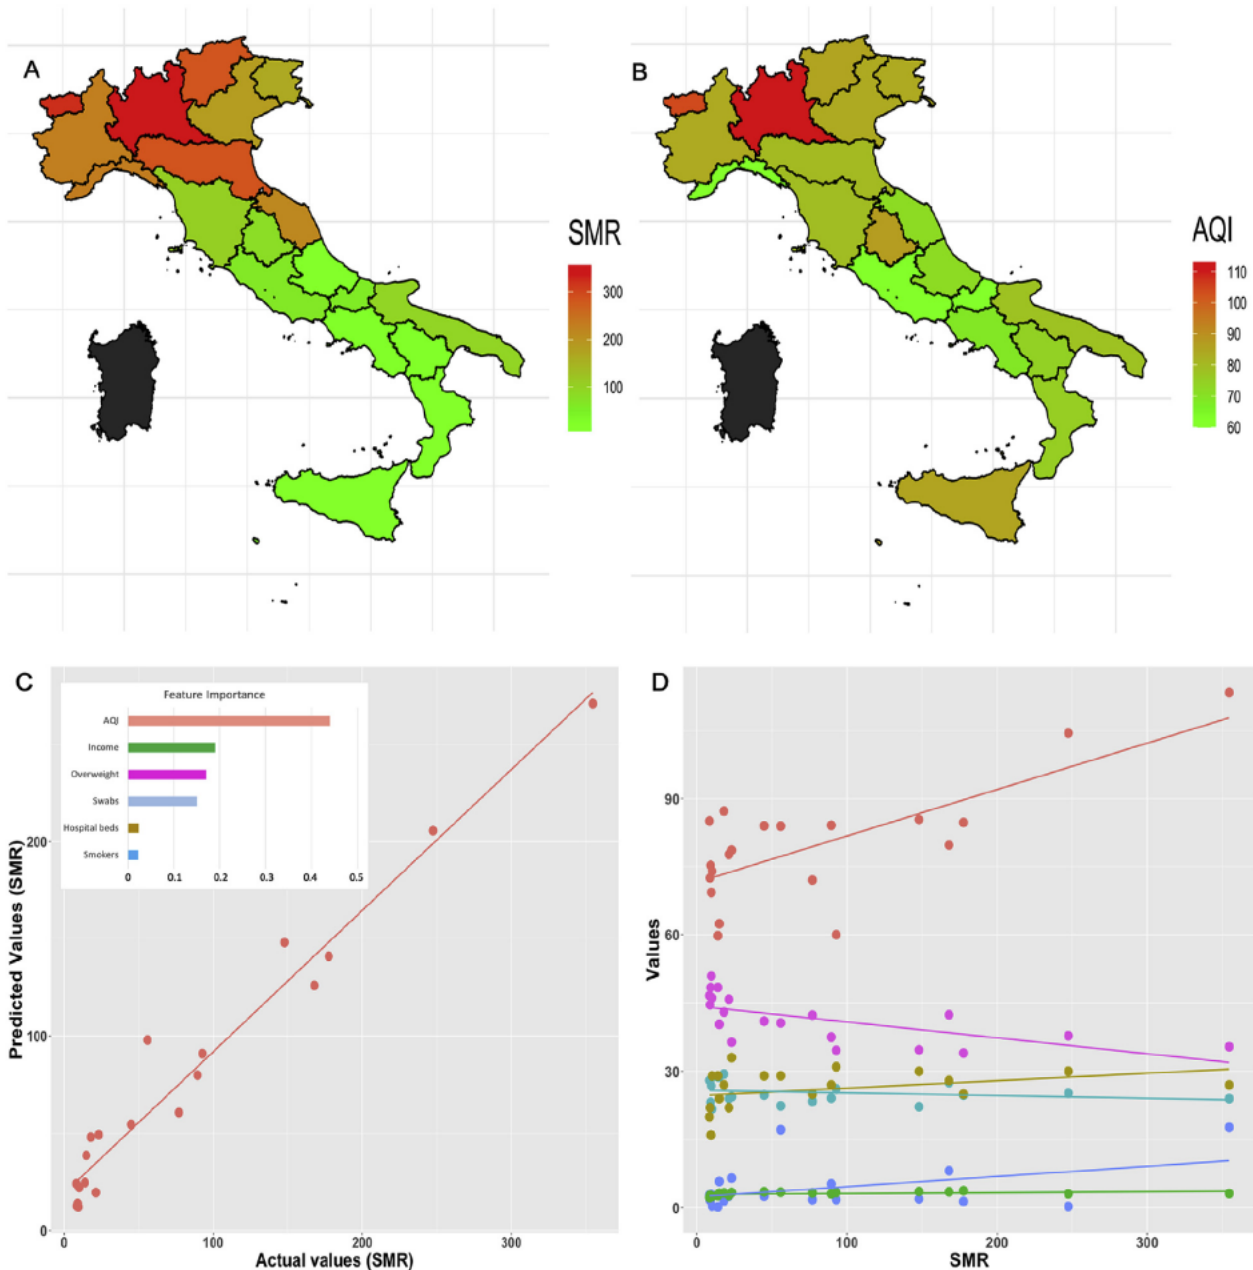 A
SMR
300
200
100
B
AQI
110
100
90
80
70
60
C
Feature Importance
AQI
Income
Overweight
Swabs
Hospital beds
Smokers
0 0.1 0.2 0.3 0.4 0.5
Predicted Values (SMR)
200
100
0
0 100 200 300
Actual values (SMR)
D
Values
90
60
30
0
0 100 200 300
SMR